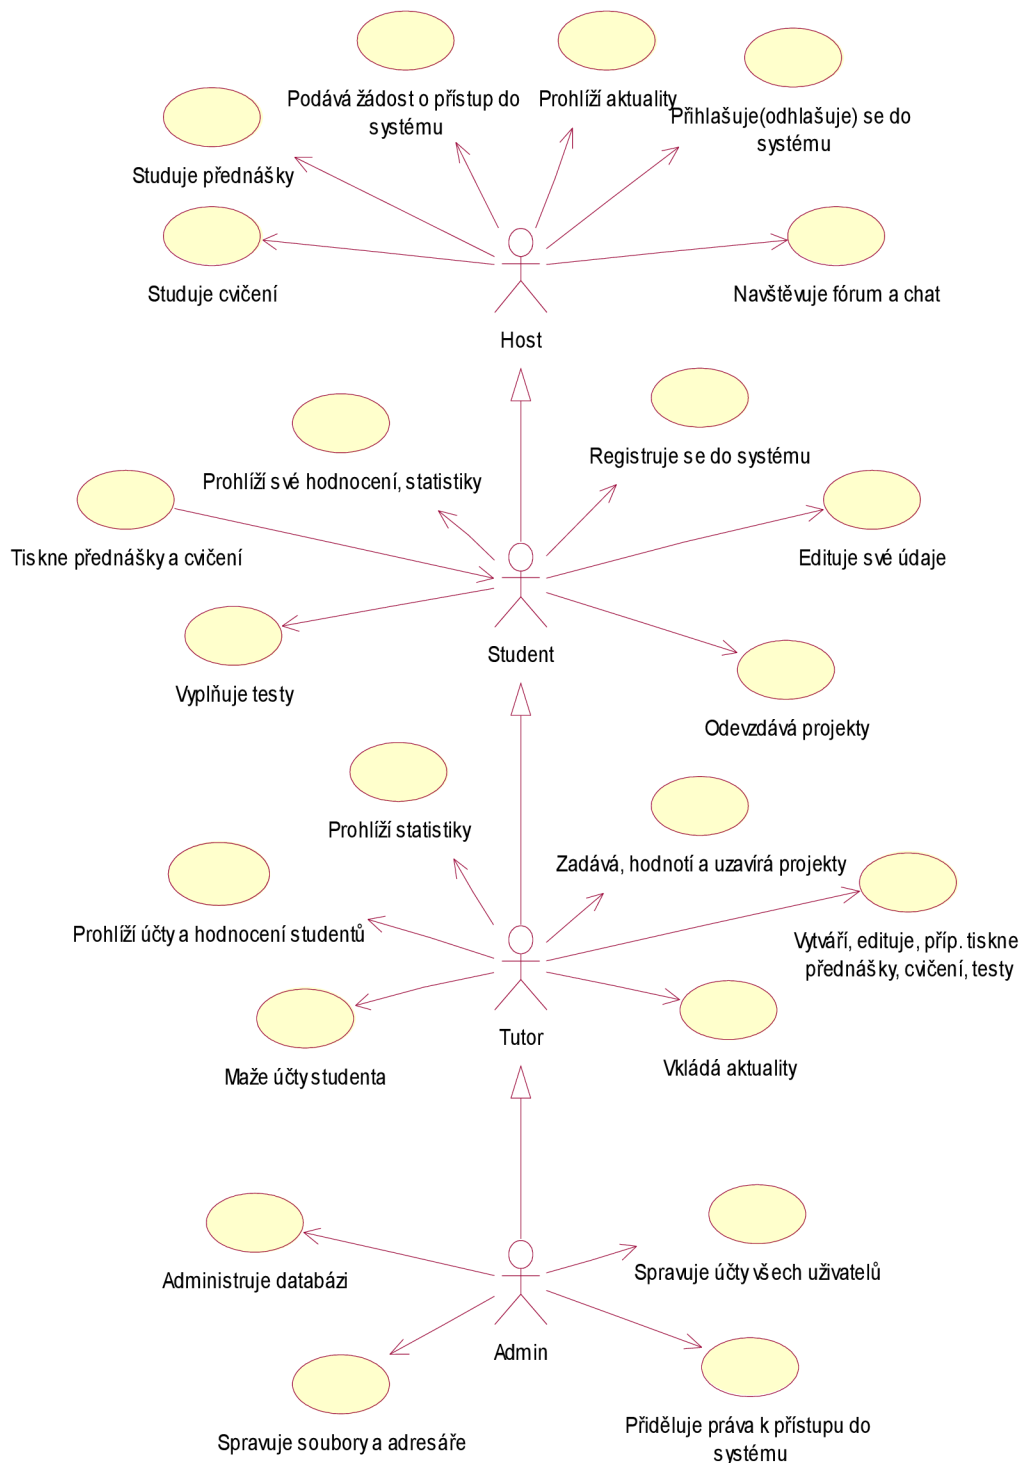 Podává žádost o přístup do
systému
Prohlíží aktuality
Přihlašuje(odhlašuje) se do
systému
Studuje přednášky
Studuje cvičení
Navštěvuje fórum a chat
Host
Prohlíží své hodnocení, statistiky
Registruje se do systému
Tiskne přednášky a cvičení
Edituje své údaje
Student
Vyplňuje testy
Odevzdává projekty
Prohlíží statistiky
Zadává, hodnotí a uzavírá projekty
Prohlíží účty a hodnocení studentů
Vytváří, edituje, příp. tiskne
přednášky, cvičení, testy
Tutor
Maže účty studenta
Vkládá aktuality
Administruje databázi
Spravuje účty všech uživatelů
Admin
Spravuje soubory a adresáře
Přiděluje práva k přístupu do
systému